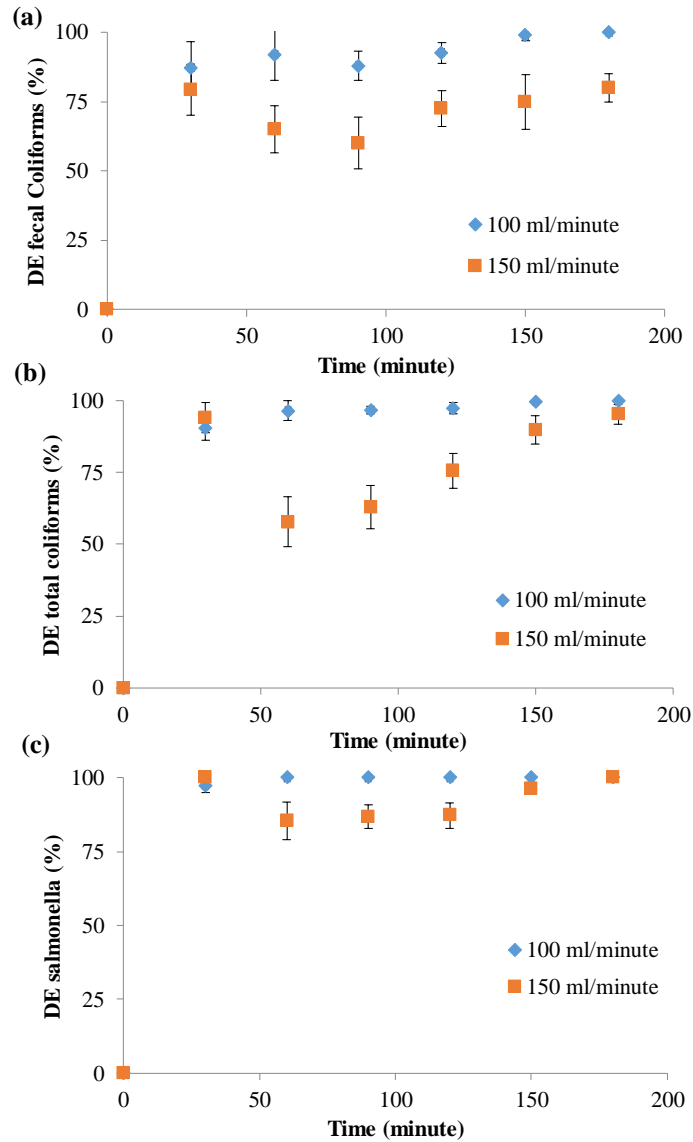 (a)
DE fecal Coliforms (%)
100
75
50
25
0
100 ml/minute
150 ml/minute
0 50 100 150 200
Time (minute)
(b)
DE total coliforms (%)
100
75
50
25
0
100 ml/minute
150 ml/minute
0 50 100 150 200
Time (minute)
(c)
DE salmonella (%)
100
75
50
25
0
100 ml/minute
150 ml/minute
0 50 100 150 200
Time (minute)